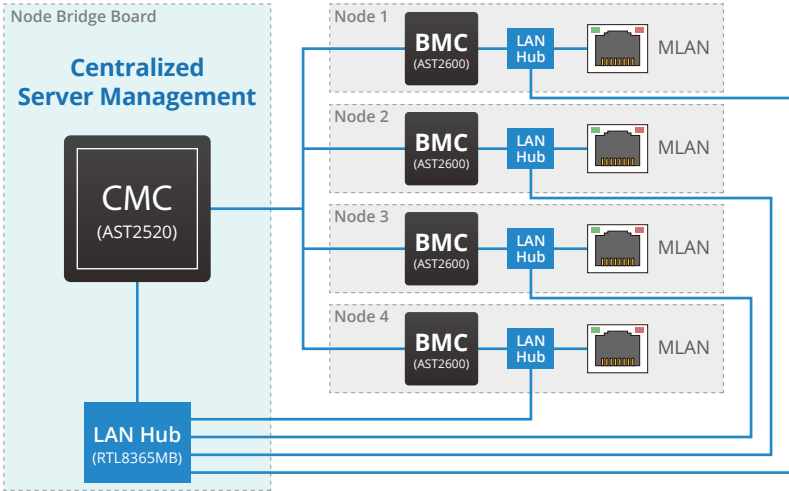 Node Bridge Board
Centralized
Server Management
CMC
(AST2520)
LAN Hub
(RTL8365MB)
Node 1
BMC
(AST2600)
LAN
Hub
MLAN
Node 2
BMC
(AST2600)
LAN
Hub
MLAN
Node 3
BMC
(AST2600)
LAN
Hub
MLAN
Node 4
BMC
(AST2600)
LAN
Hub
MLAN